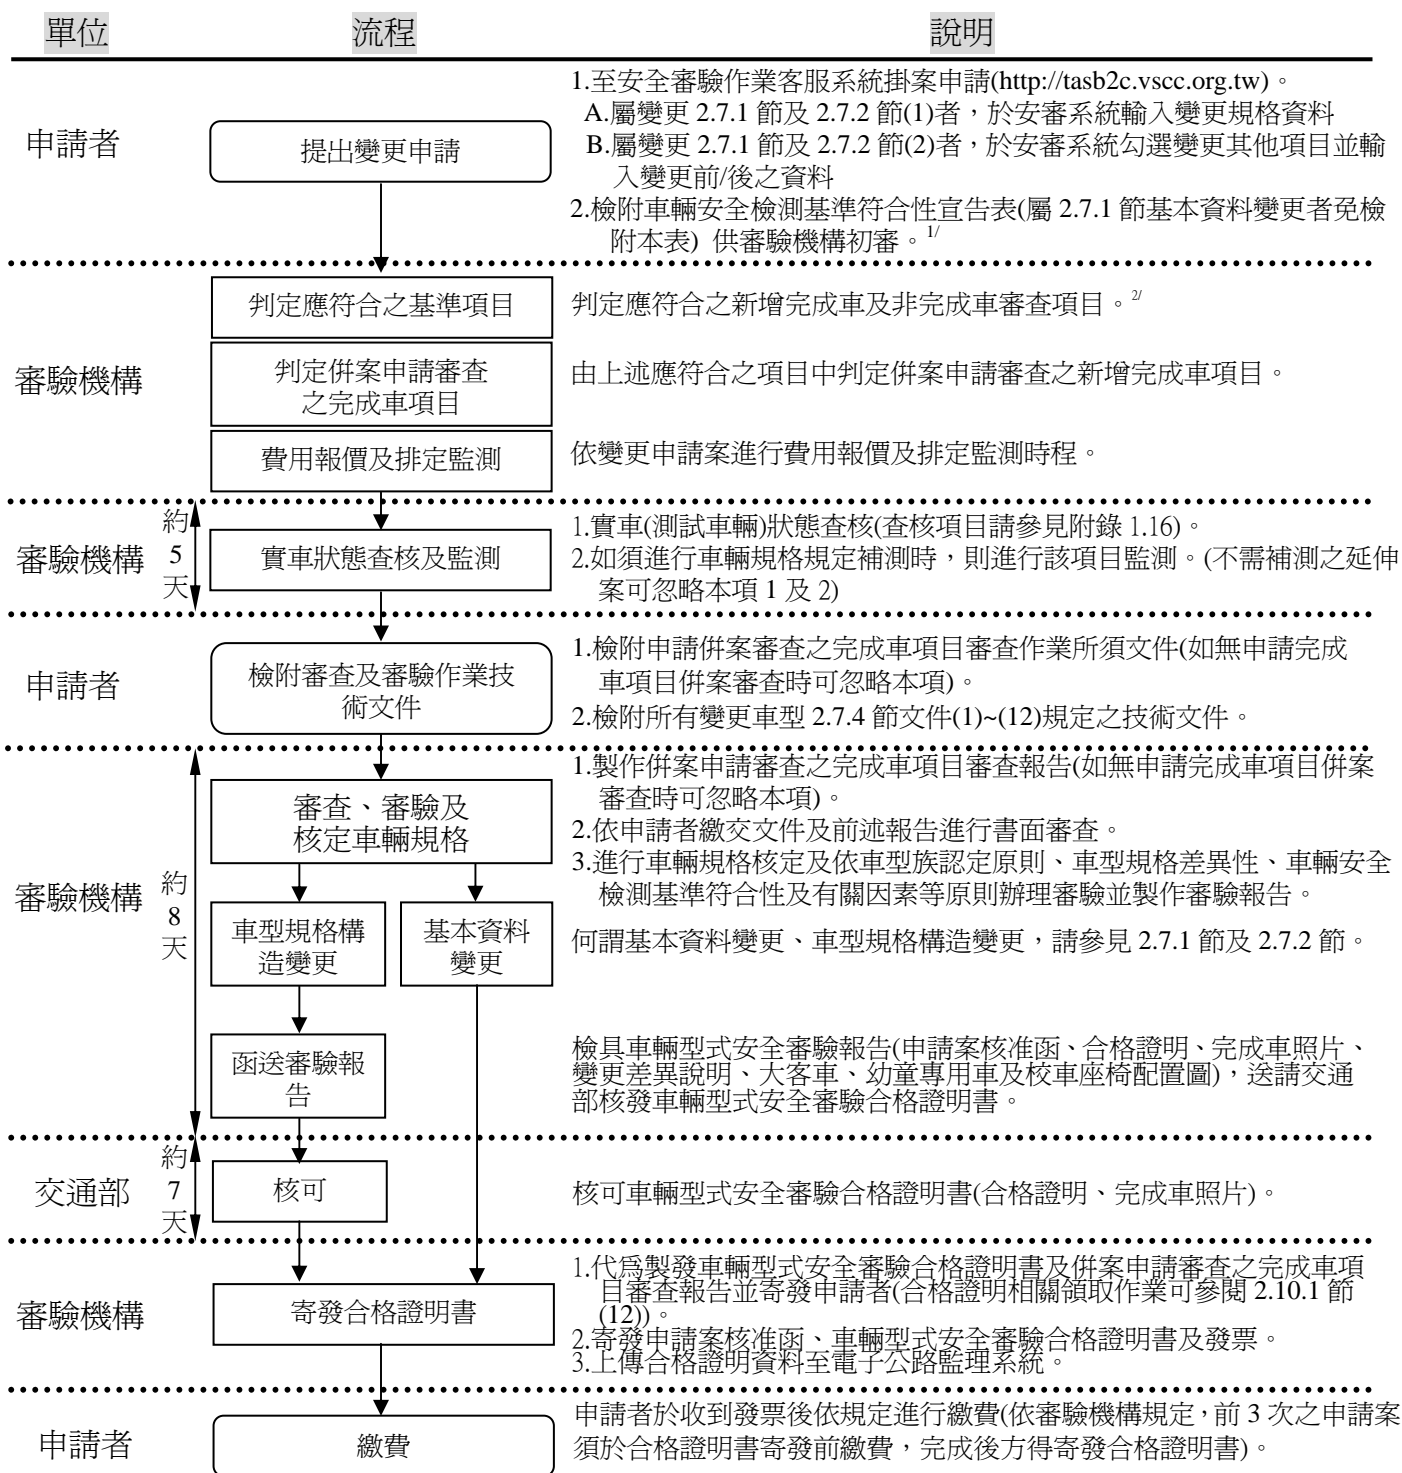 單位 流程 說明
1.至安全審驗作業客服系統掛案申請(http://tasb2c.vscc.org.tw)。
A.屬變更 2.7.1 節及 2.7.2 節(1)者，於安審系統輸入變更規格資料
申請者 提出變更申請
B.屬變更 2.7.1 節及 2.7.2 節(2)者，於安審系統勾選變更其他項目並輸
入變更前/後之資料
2.檢附車輛安全檢測基準符合性宣告表(屬 2.7.1 節基本資料變更者免檢
附本表) 供審驗機構初審。1/
判定應符合之基準項目 判定應符合之新增完成車及非完成車審查項目。2/
審驗機構
判定併案申請審查
之完成車項目
由上述應符合之項目中判定併案申請審查之新增完成車項目。
費用報價及排定監測 依變更申請案進行費用報價及排定監測時程。
審驗機構
約
5
天
實車狀態查核及監測
1.實車(測試車輛)狀態查核(查核項目請參見附錄 1.16)。
2.如須進行車輛規格規定補測時，則進行該項目監測。(不需補測之延伸
案可忽略本項 1 及 2)
申請者
檢附審查及審驗作業技
術文件
1.檢附申請併案審查之完成車項目審查作業所須文件(如無申請完成
車項目併案審查時可忽略本項)。
2.檢附所有變更車型 2.7.4 節文件(1)~(12)規定之技術文件。
審驗機構
約
8
天
審查、審驗及
核定車輛規格
1.製作併案申請審查之完成車項目審查報告(如無申請完成車項目併案
審查時可忽略本項)。
2.依申請者繳交文件及前述報告進行書面審查。
3.進行車輛規格核定及依車型族認定原則、車型規格差異性、車輛安全
檢測基準符合性及有關因素等原則辦理審驗並製作審驗報告。
車型規格構
造變更
基本資料
變更
何謂基本資料變更、車型規格構造變更，請參見 2.7.1 節及 2.7.2 節。
函送審驗報
告
檢具車輛型式安全審驗報告(申請案核准函、合格證明、完成車照片、
變更差異說明、大客車、幼童專用車及校車座椅配置圖)，送請交通
部核發車輛型式安全審驗合格證明書。
交通部
約
7
天
核可
核可車輛型式安全審驗合格證明書(合格證明、完成車照片)。
審驗機構
寄發合格證明書
1.代為製發車輛型式安全審驗合格證明書及併案申請審查之完成車項
目審查報告並寄發申請者(合格證明相關領取作業可參閱 2.10.1 節
(12))。
2.寄發申請案核准函、車輛型式安全審驗合格證明書及發票。
3.上傳合格證明資料至電子公路監理系統。
申請者
繳費
申請者於收到發票後依規定進行繳費(依審驗機構規定，前 3 次之申請案
須於合格證明書寄發前繳費，完成後方得寄發合格證明書)。